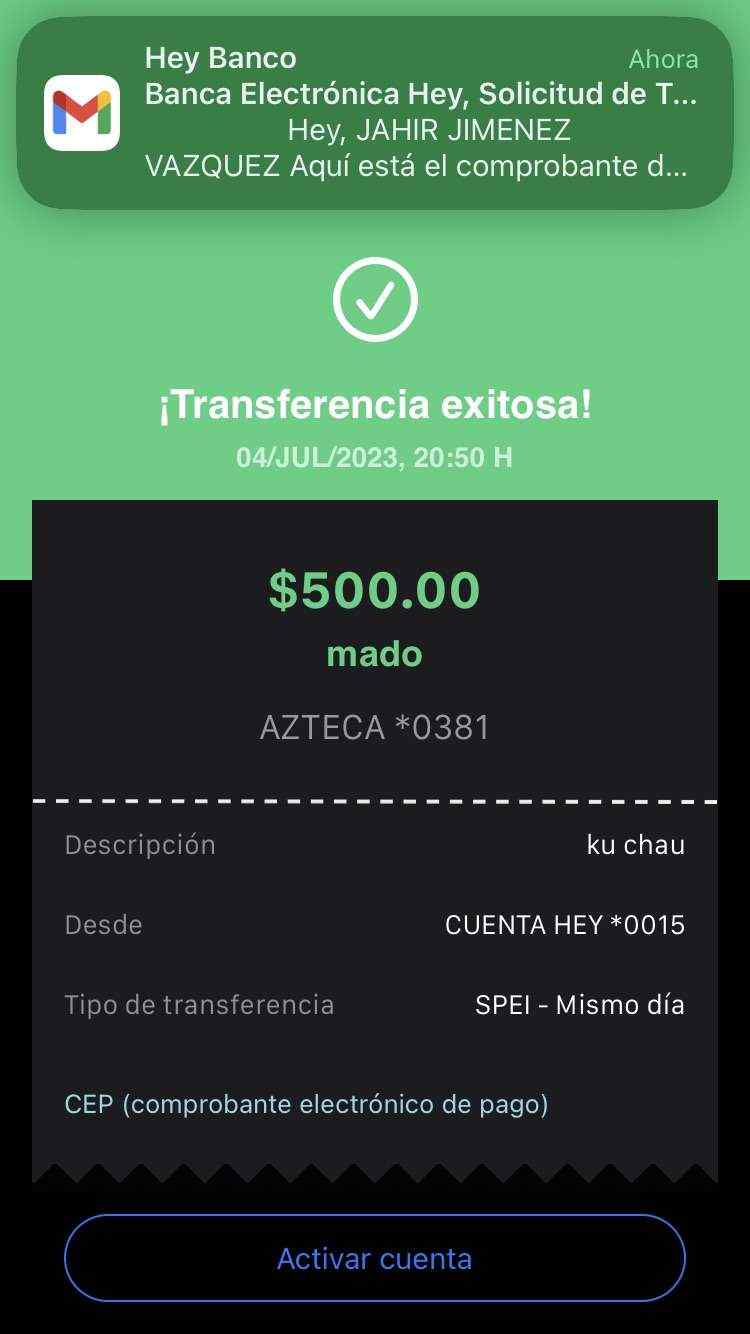 Hey Banco Ahora
Banca Electrónica Hey, Solicitud de T...
Hey, JAHIR JIMENEZ
VAZQUEZ Aquí está el comprobante d...
¡Transferencia exitosa!
04/JUL/2023, 20:50 H
$500.00
mado
AZTECA *0381
Descripción ku chau
Desde CUENTA HEY *0015
Tipo de transferencia SPEI - Mismo día
CEP (comprobante electrónico de pago)
Activar cuenta